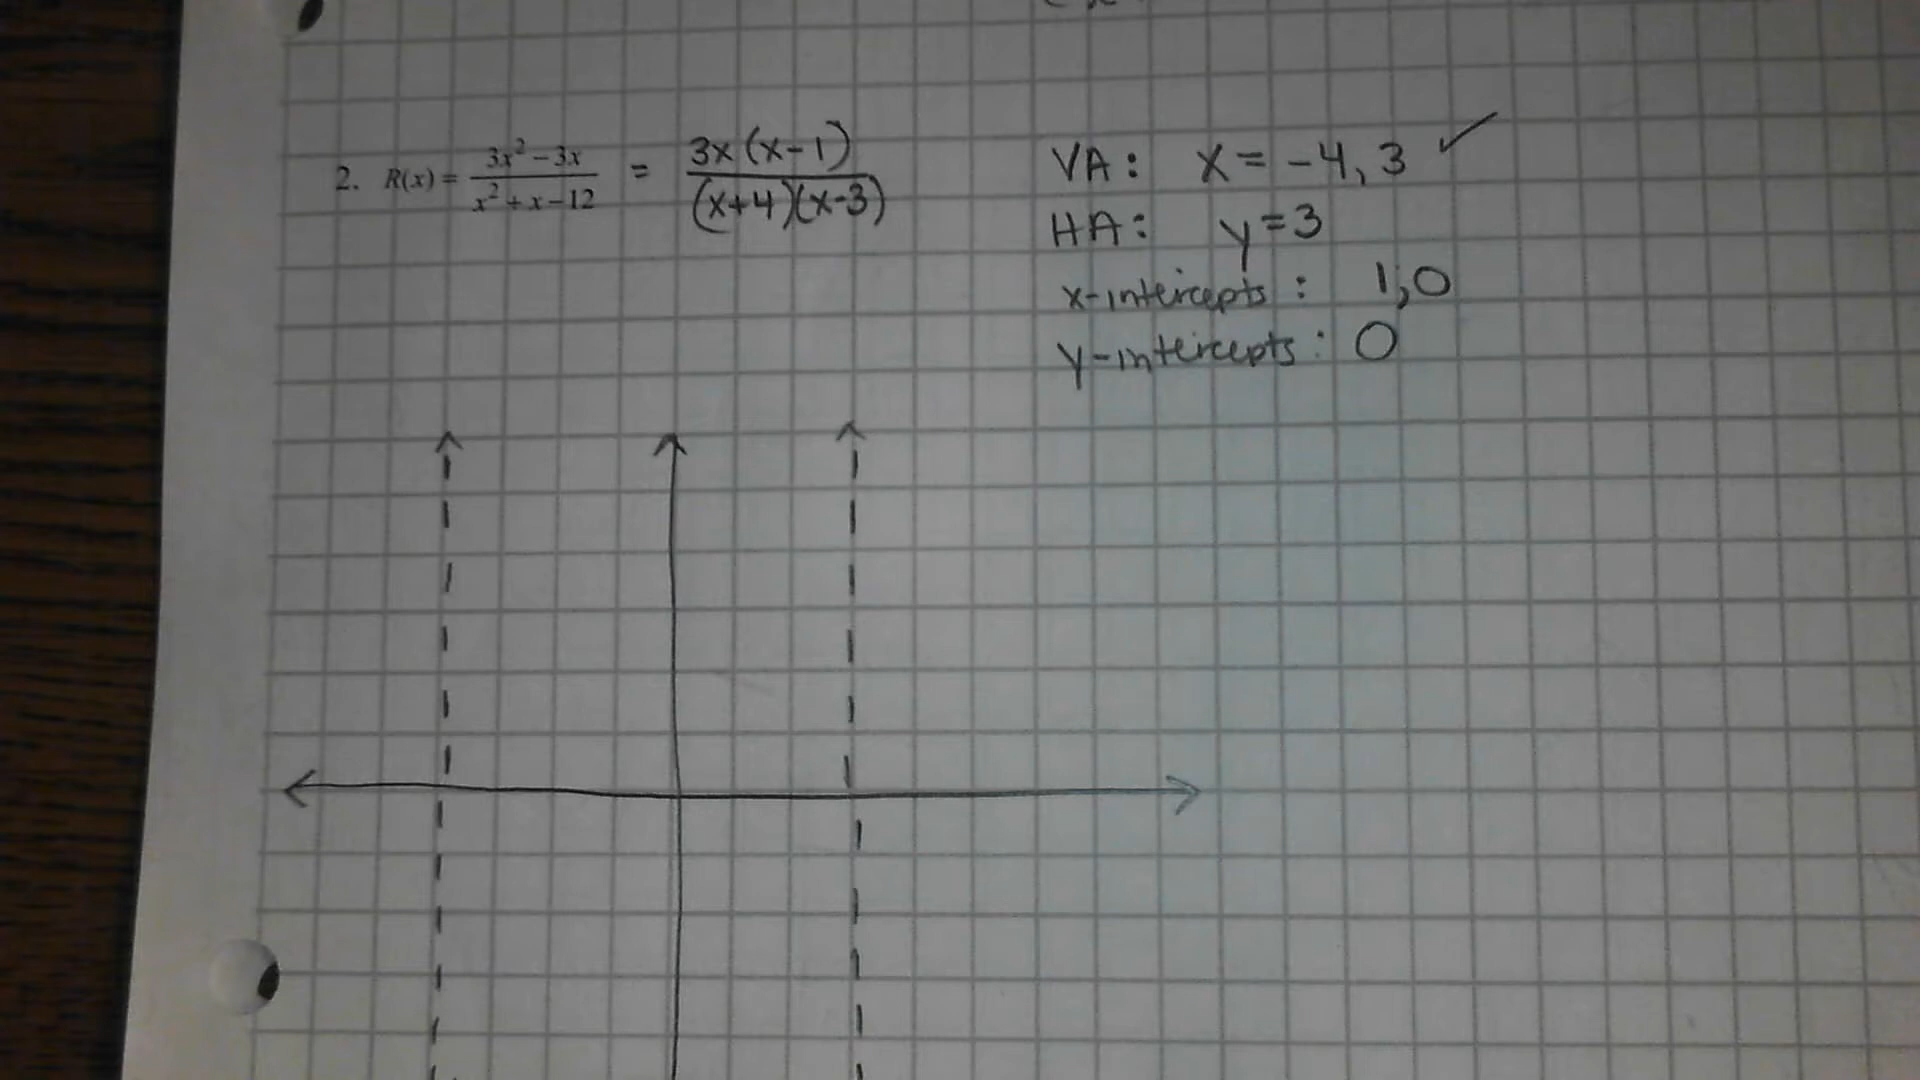 2. R(x) = (3x² − 3x)/(x² + x − 12) = 3x(x−1)/((x+4)(x−3))
VA: x = −4, 3 ✓
HA: y = 3
x-intercepts: 1, 0
y-intercepts: 0